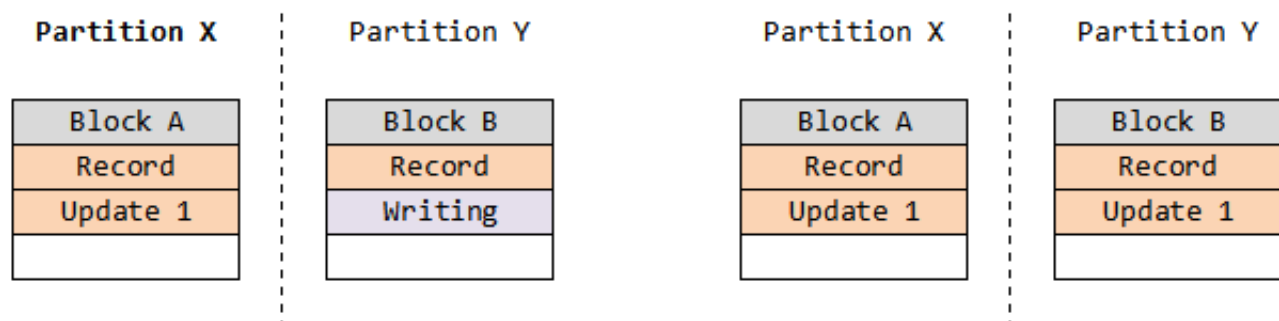 Partition X Partition Y Partition X Partition Y
Block A Block B Block A Block B
Record Record Record Record
Update 1 Writing Update 1 Update 1